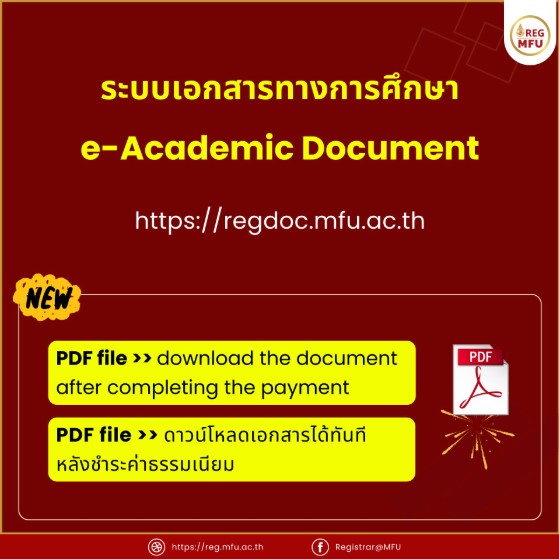 REG
MFU
ระบบเอกสารทางการศึกษา
e-Academic Document
https://regdoc.mfu.ac.th
NEW
PDF file >> download the document
after completing the payment
PDF
PDF file >> ดาวน์โหลดเอกสารได้ทันที
หลังชำระค่าธรรมเนียม
https://reg.mfu.ac.th
Registrar@MFU